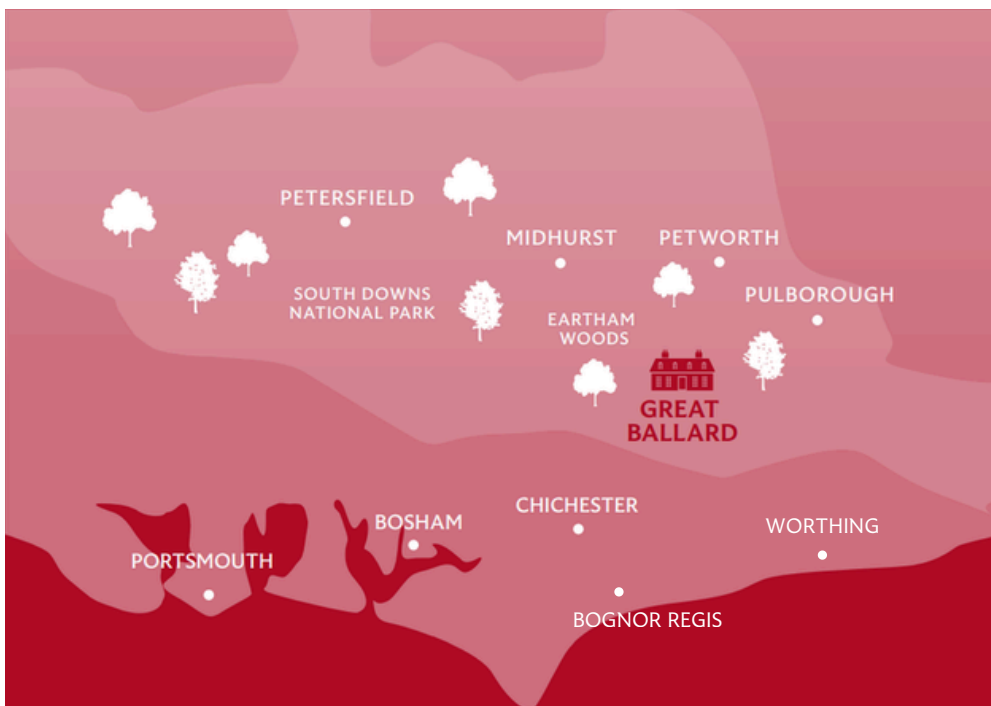 PETERSFIELD
MIDHURST
PETWORTH
SOUTH DOWNS
NATIONAL PARK
PULBOROUGH
EARTHAM
WOODS
GREAT
BALLARD
CHICHESTER
BOSHAM
WORTHING
PORTSMOUTH
BOGNOR REGIS